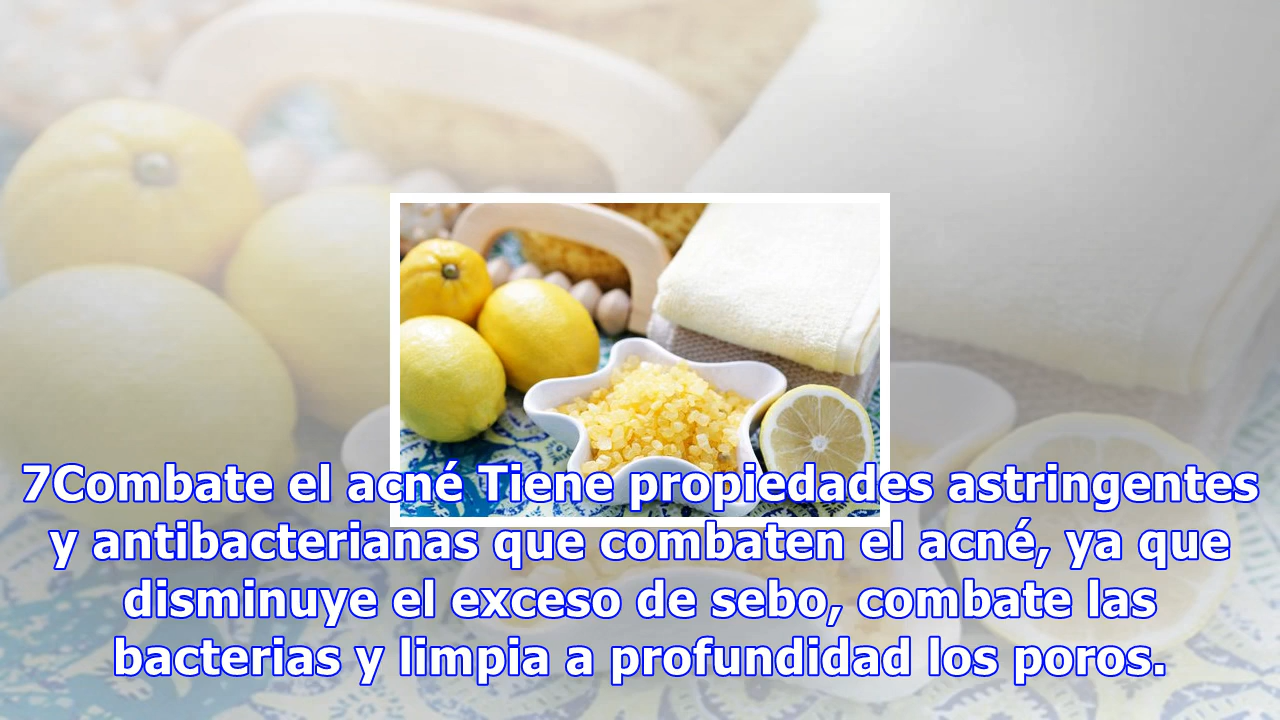 7Combate el acné Tiene propiedades astringentes
y antibacterianas que combaten el acné, ya que
disminuye el exceso de sebo, combate las
bacterias y limpia a profundidad los poros.